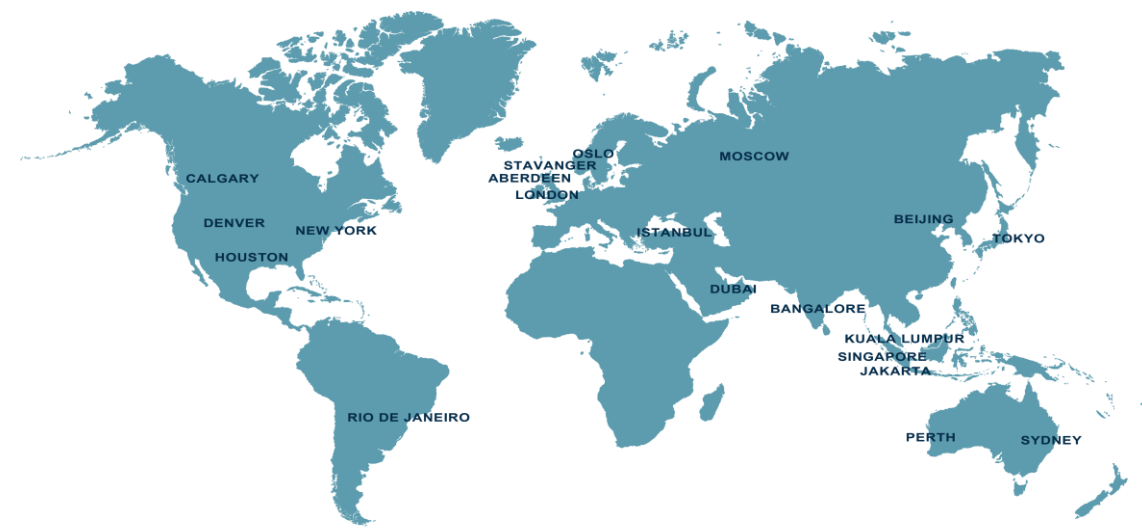 OSLO
MOSCOW
STAVANGER
ABERDEEN
CALGARY
LONDON
DENVER
BEIJING
NEW YORK
ISTANBUL
TOKYO
HOUSTON
DUBAI
BANGALORE
KUALA LUMPUR
SINGAPORE
JAKARTA
RIO DE JANEIRO
PERTH
SYDNEY